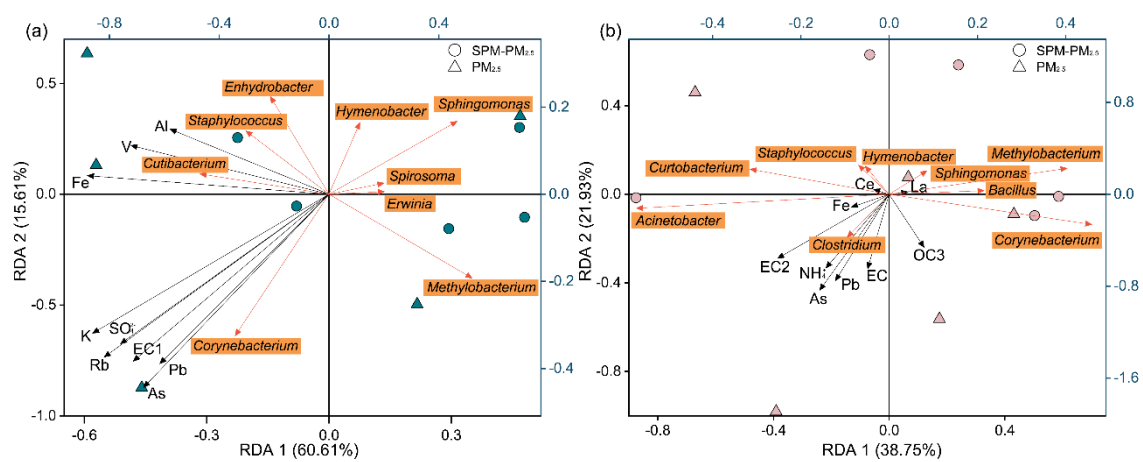 (a)
-0.8 -0.4 0.0 0.4
SPM-PM2.5
PM2.5
0.5
0.0
-0.5
-1.0
RDA 2 (15.61%)
Enhydrobacter
Hymenobacter
Sphingomonas
Staphylococcus
Al
V
Cutibacterium
Fe
Spirosoma
Erwinia
Methylobacterium
Corynebacterium
K
Rb
EC1
Pb
As
0.2
0.0
-0.2
-0.4
-0.6 -0.3 0.0 0.3
RDA 1 (60.61%)
(b)
-0.4 -0.2 0.0 0.2 0.4
SPM-PM2.5
PM2.5
0.4
0.0
-0.4
-0.8
RDA 2 (21.93%)
Staphylococcus
Hymenobacter
Methylobacterium
Curtobacterium
Sphingomonas
Ce
La
Bacillus
Fe
Acinetobacter
Corynebacterium
Clostridium
EC2
OC3
EC
Pb
As
0.8
0.0
-0.8
-1.6
-0.8 -0.4 0.0 0.4
RDA 1 (38.75%)